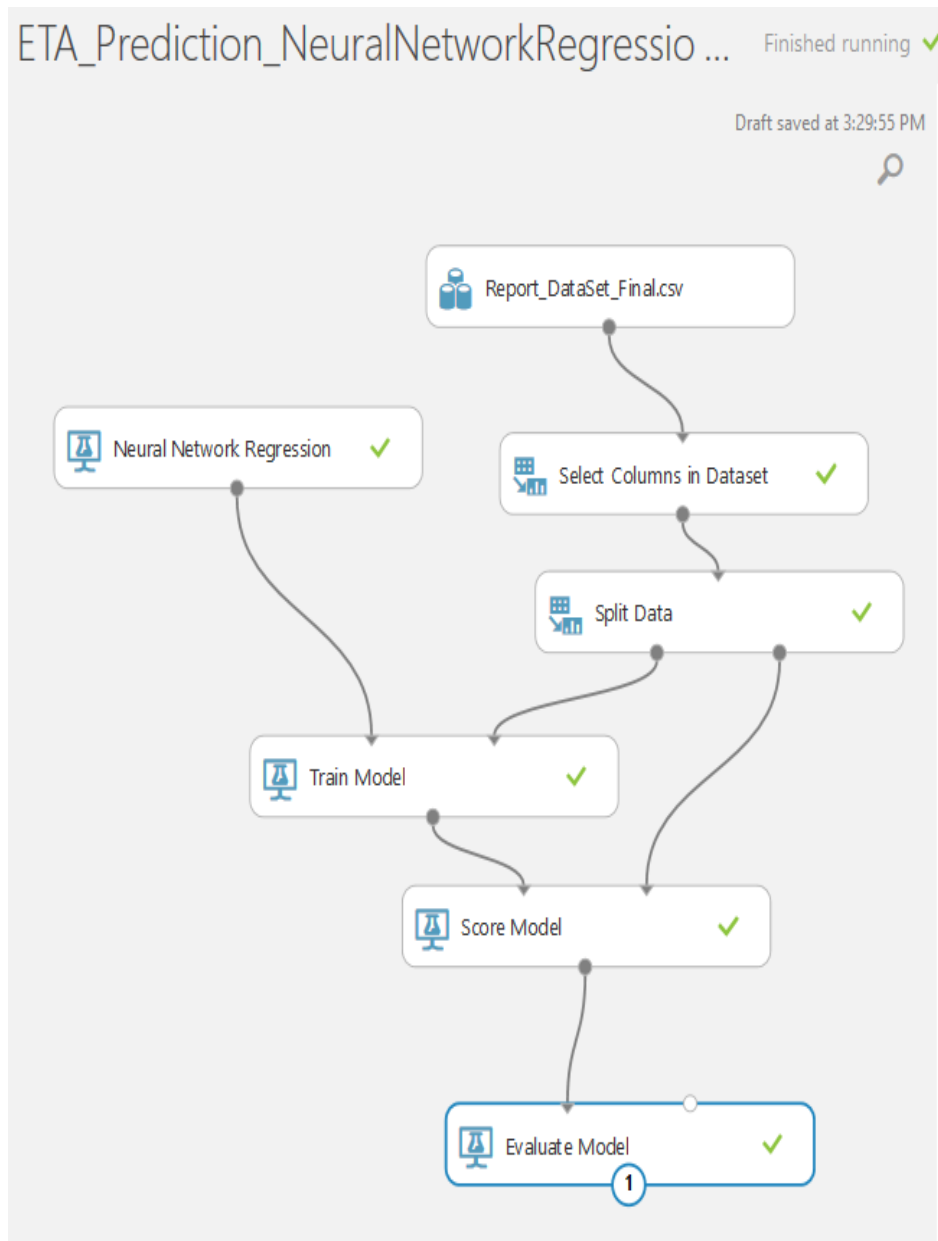 ETA_Prediction_NeuralNetworkRegressio ...
Finished running
Draft saved at 3:29:55 PM
Report_DataSet_Final.csv
Neural Network Regression
Select Columns in Dataset
Split Data
Train Model
Score Model
Evaluate Model
1